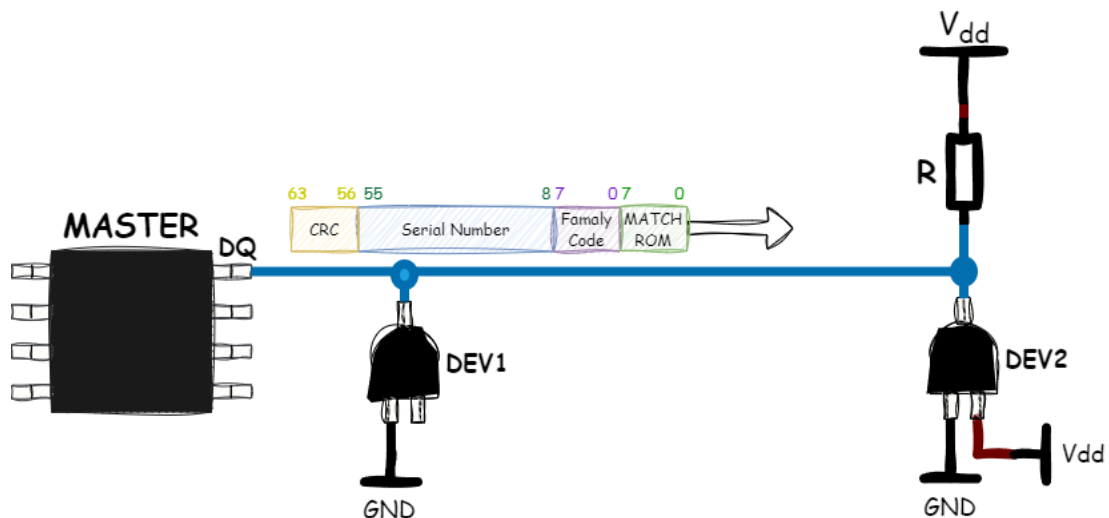 Vdd
R
63 56 55 8 7 0 7 0
CRC Serial Number Famaly Code MATCH ROM
MASTER
DQ
DEV1
DEV2
Vdd
GND
GND